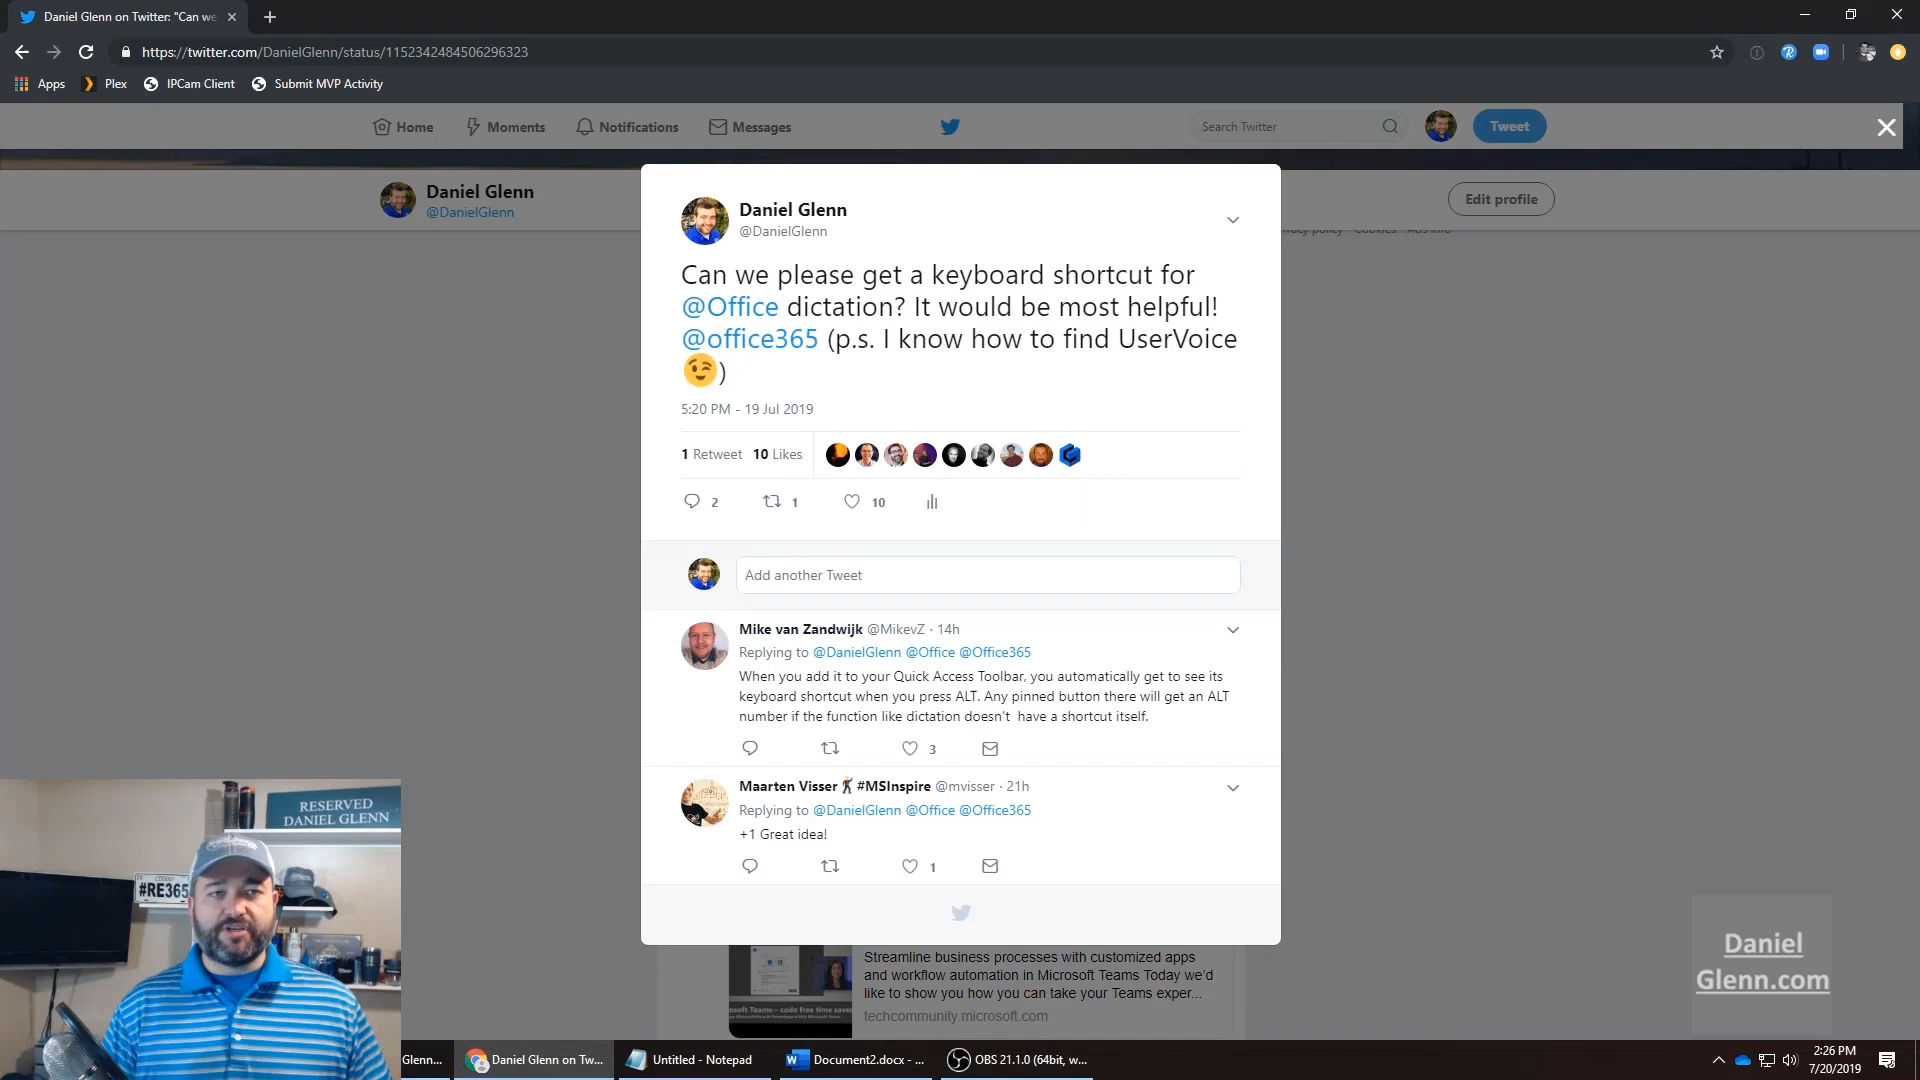 Daniel Glenn on Twitter: "Can we
https://twitter.com/DanielGlenn/status/1152342484506296323
Apps
Plex
IPCam Client
Submit MVP Activity
Home
Moments
Notifications
Messages
Search Twitter
Tweet
Daniel Glenn
@DanielGlenn
Edit profile
Daniel Glenn
@DanielGlenn
Can we please get a keyboard shortcut for
@Office dictation? It would be most helpful!
@office365 (p.s. I know how to find UserVoice
😉)
5:20 PM - 19 Jul 2019
1 Retweet 10 Likes
2 1 10
Add another Tweet
Mike van Zandwijk @MikevZ · 14h
Replying to @DanielGlenn @Office @Office365
When you add it to your Quick Access Toolbar, you automatically get to see its
keyboard shortcut when you press ALT. Any pinned button there will get an ALT
number if the function like dictation doesn't have a shortcut itself.
3
Maarten Visser #MSInspire @mvisser · 21h
Replying to @DanielGlenn @Office @Office365
+1 Great idea!
1
Streamline business processes with customized apps
and workflow automation in Microsoft Teams Today we'd
like to show you how you can take your Teams exper...
techcommunity.microsoft.com
RESERVED
DANIEL GLENN
#RE365
Daniel
Glenn.com
Glenn...
Daniel Glenn on Tw...
Untitled - Notepad
Document2.docx - ...
OBS 21.1.0 (64bit, w...
2:26 PM
7/20/2019